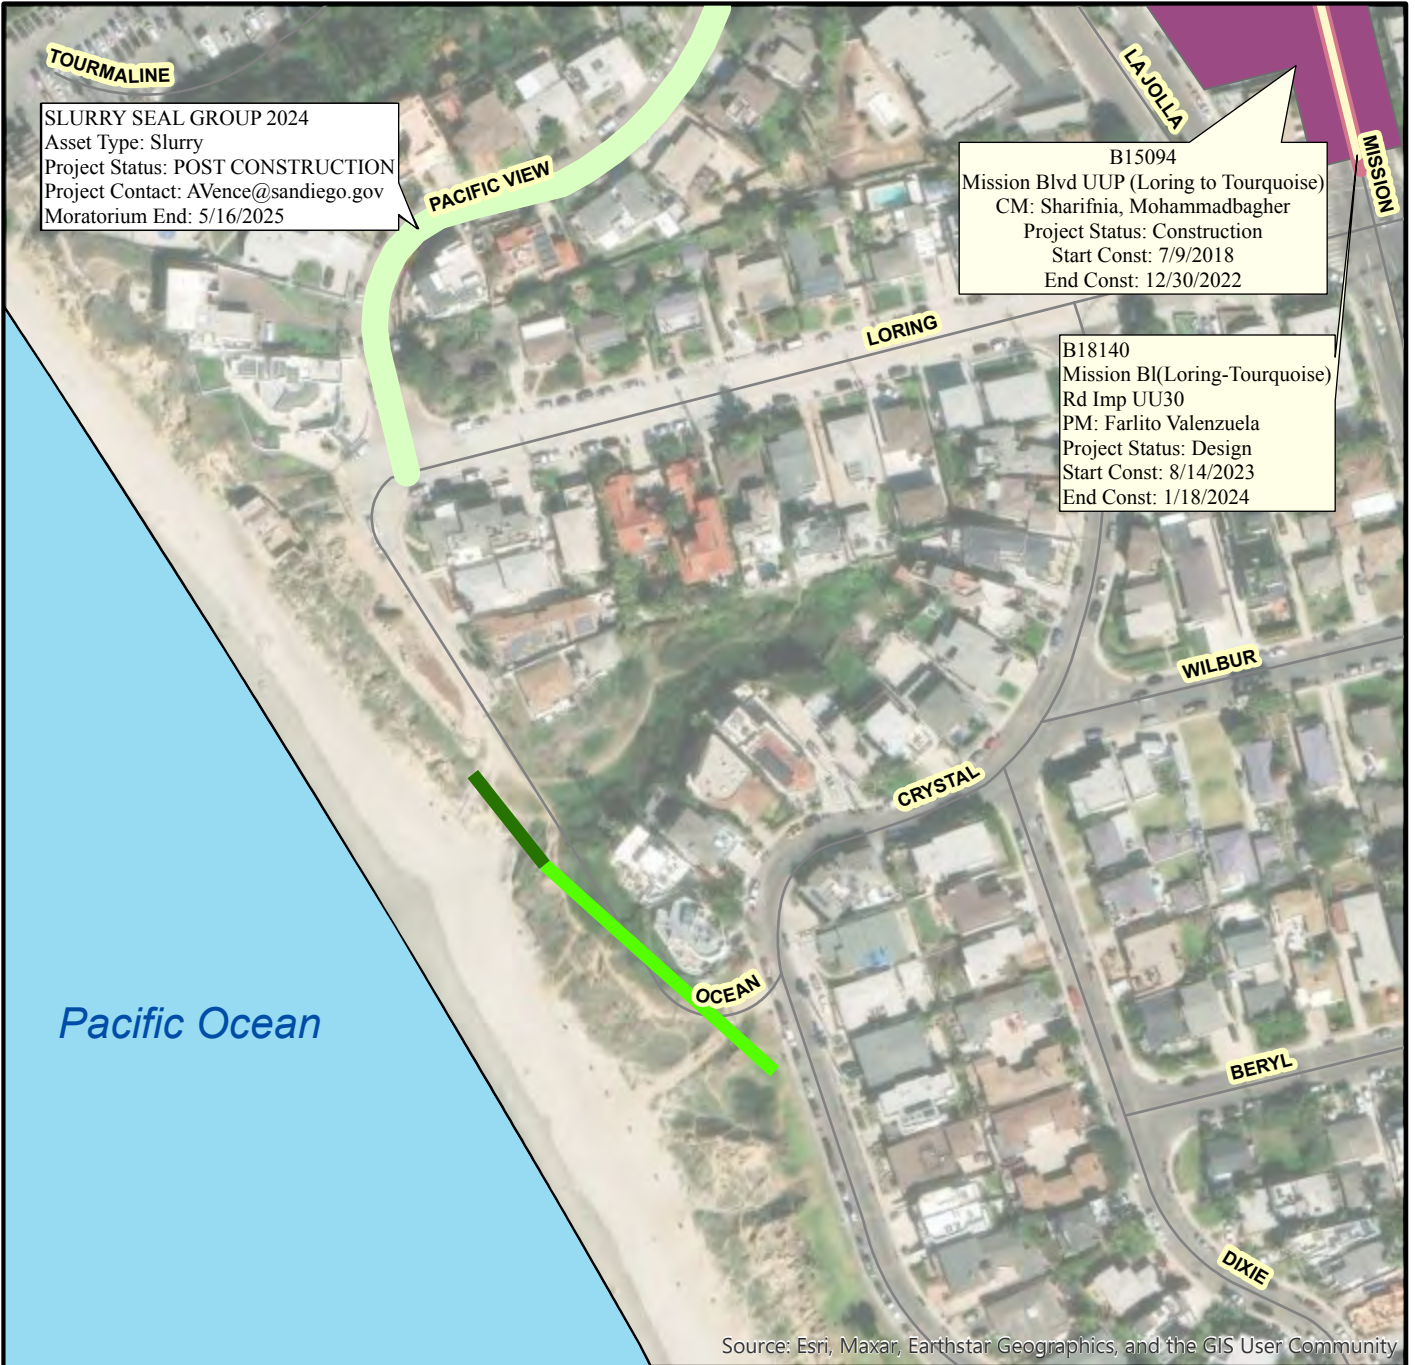 TOURMALINE
SLURRY SEAL GROUP 2024
Asset Type: Slurry
Project Status: POST CONSTRUCTION
Project Contact: AVence@sandiego.gov
Moratorium End: 5/16/2025
PACIFIC VIEW
LA JOLLA
MISSION
B15094
Mission Blvd UUP (Loring to Tourquoise)
CM: Sharifnia, Mohammadbagher
Project Status: Construction
Start Const: 7/9/2018
End Const: 12/30/2022
LORING
B18140
Mission Bl(Loring-Tourquoise)
Rd Imp UU30
PM: Farlito Valenzuela
Project Status: Design
Start Const: 8/14/2023
End Const: 1/18/2024
WILBUR
CRYSTAL
OCEAN
Pacific Ocean
BERYL
DIXIE
Source: Esri, Maxar, Earthstar Geographics, and the GIS User Community